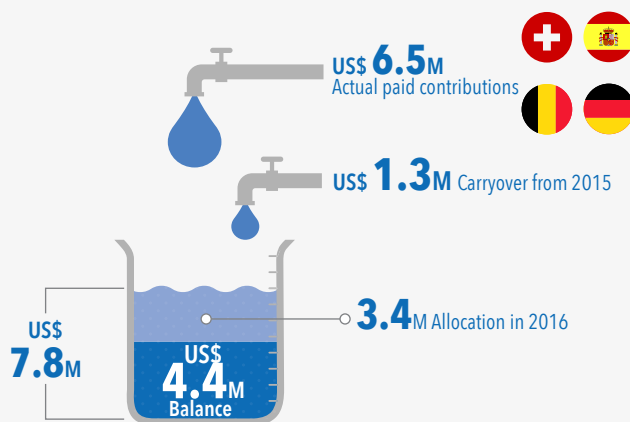 US$ 6.5M
Actual paid contributions
US$ 1.3M Carryover from 2015
3.4M Allocation in 2016
US$
7.8M
US$
4.4M
Balance